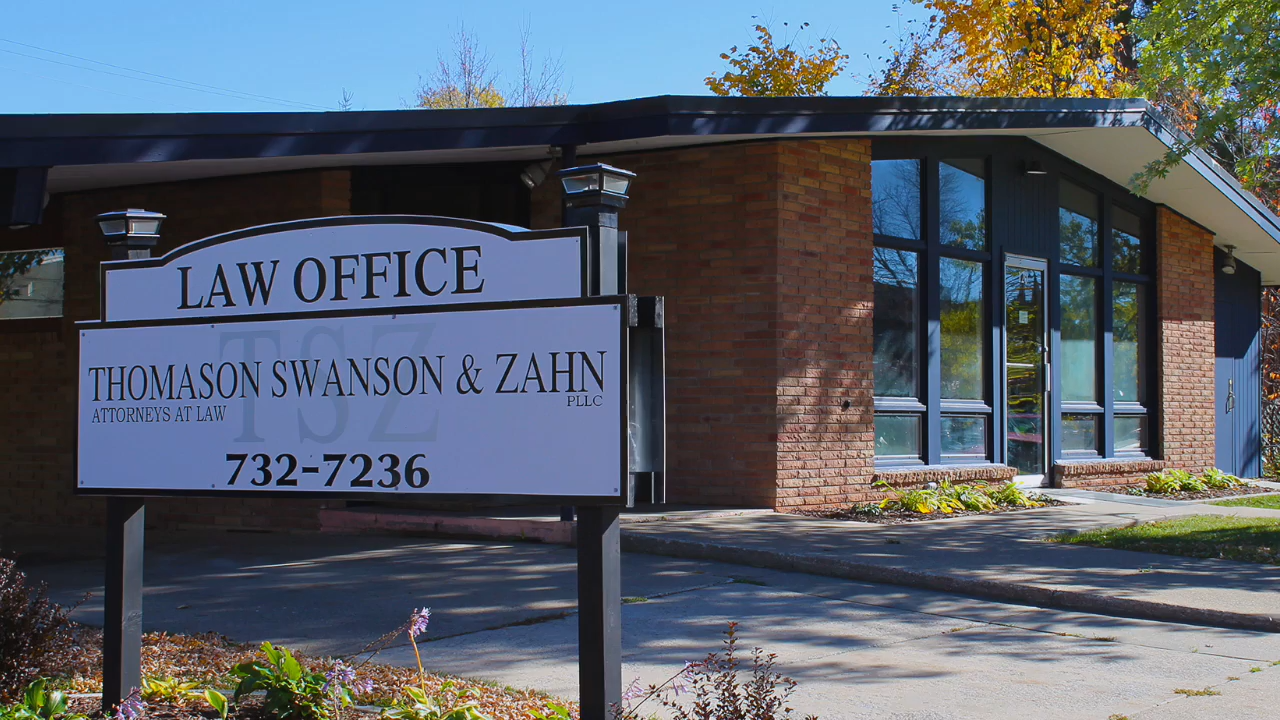 LAW OFFICE
TSZ
THOMASON SWANSON & ZAHN
PLLC
ATTORNEYS AT LAW
732-7236